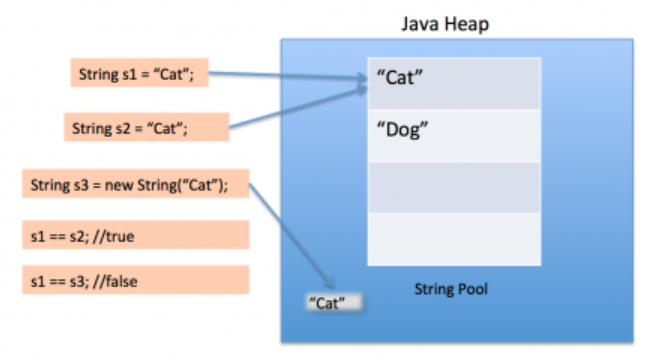 Java Heap
String s1 = “Cat”;
String s2 = “Cat”;
String s3 = new String(“Cat”);
s1 == s2; //true
s1 == s3; //false
“Cat”
“Dog”
String Pool
“Cat”